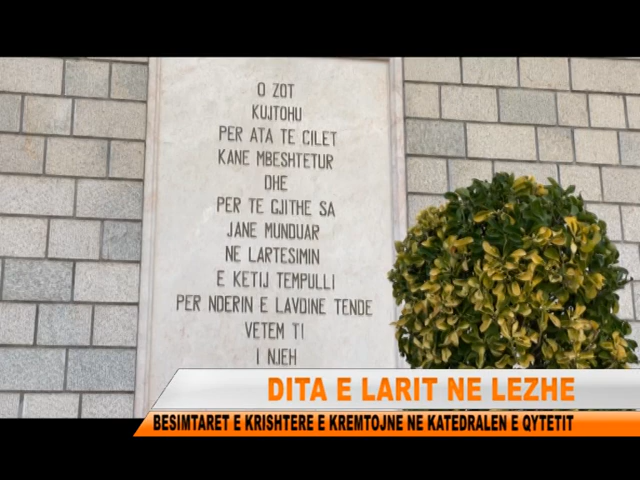 O ZOT
KUJTOHU
PER ATA TE CILET
KANE MBESHTETUR
DHE
PER TE GJITHE SA
JANE MUNDUAR
NE LARTESIMIN
E KETIJ TEMPULLI
PER NDERIN E LAVDINE TENDE
VETEM TI
I NJEH
DITA E LARIT NE LEZHE
BESIMTARET E KRISHTERE E KREMTOJNE NE KATEDRALEN E QYTETIT